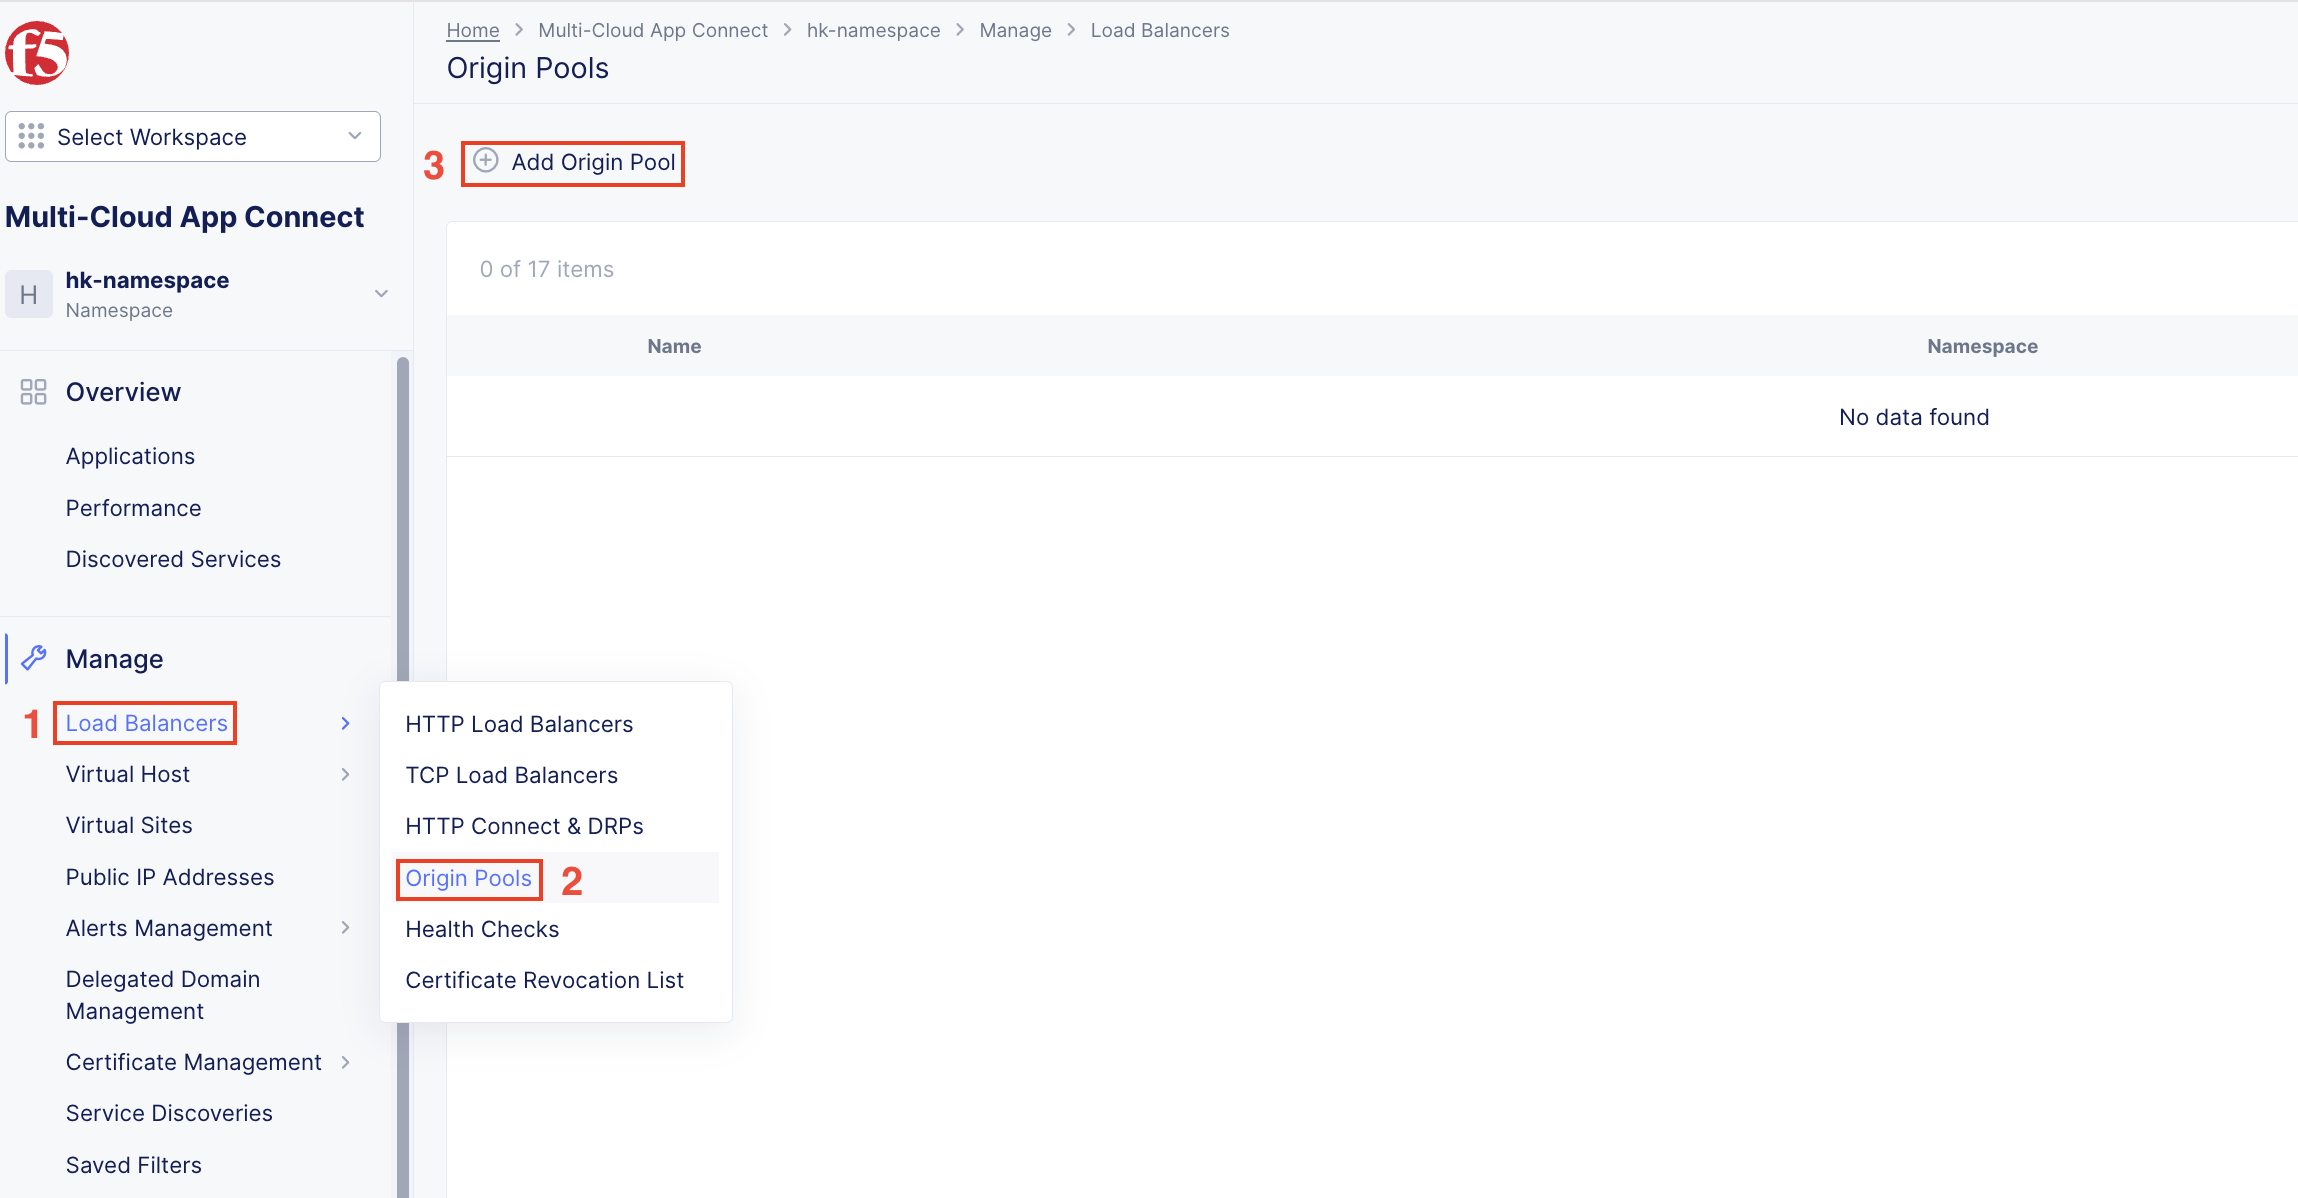 f5
Select Workspace
Multi-Cloud App Connect
H
hk-namespace
Namespace
Overview
Applications
Performance
Discovered Services
Manage
1 Load Balancers
Virtual Host
Virtual Sites
Public IP Addresses
Alerts Management
Delegated Domain
Management
Certificate Management
Service Discoveries
Saved Filters
HTTP Load Balancers
TCP Load Balancers
HTTP Connect & DRPs
Origin Pools 2
Health Checks
Certificate Revocation List
Home > Multi-Cloud App Connect > hk-namespace > Manage > Load Balancers
Origin Pools
3 Add Origin Pool
0 of 17 items
Name Namespace
No data found